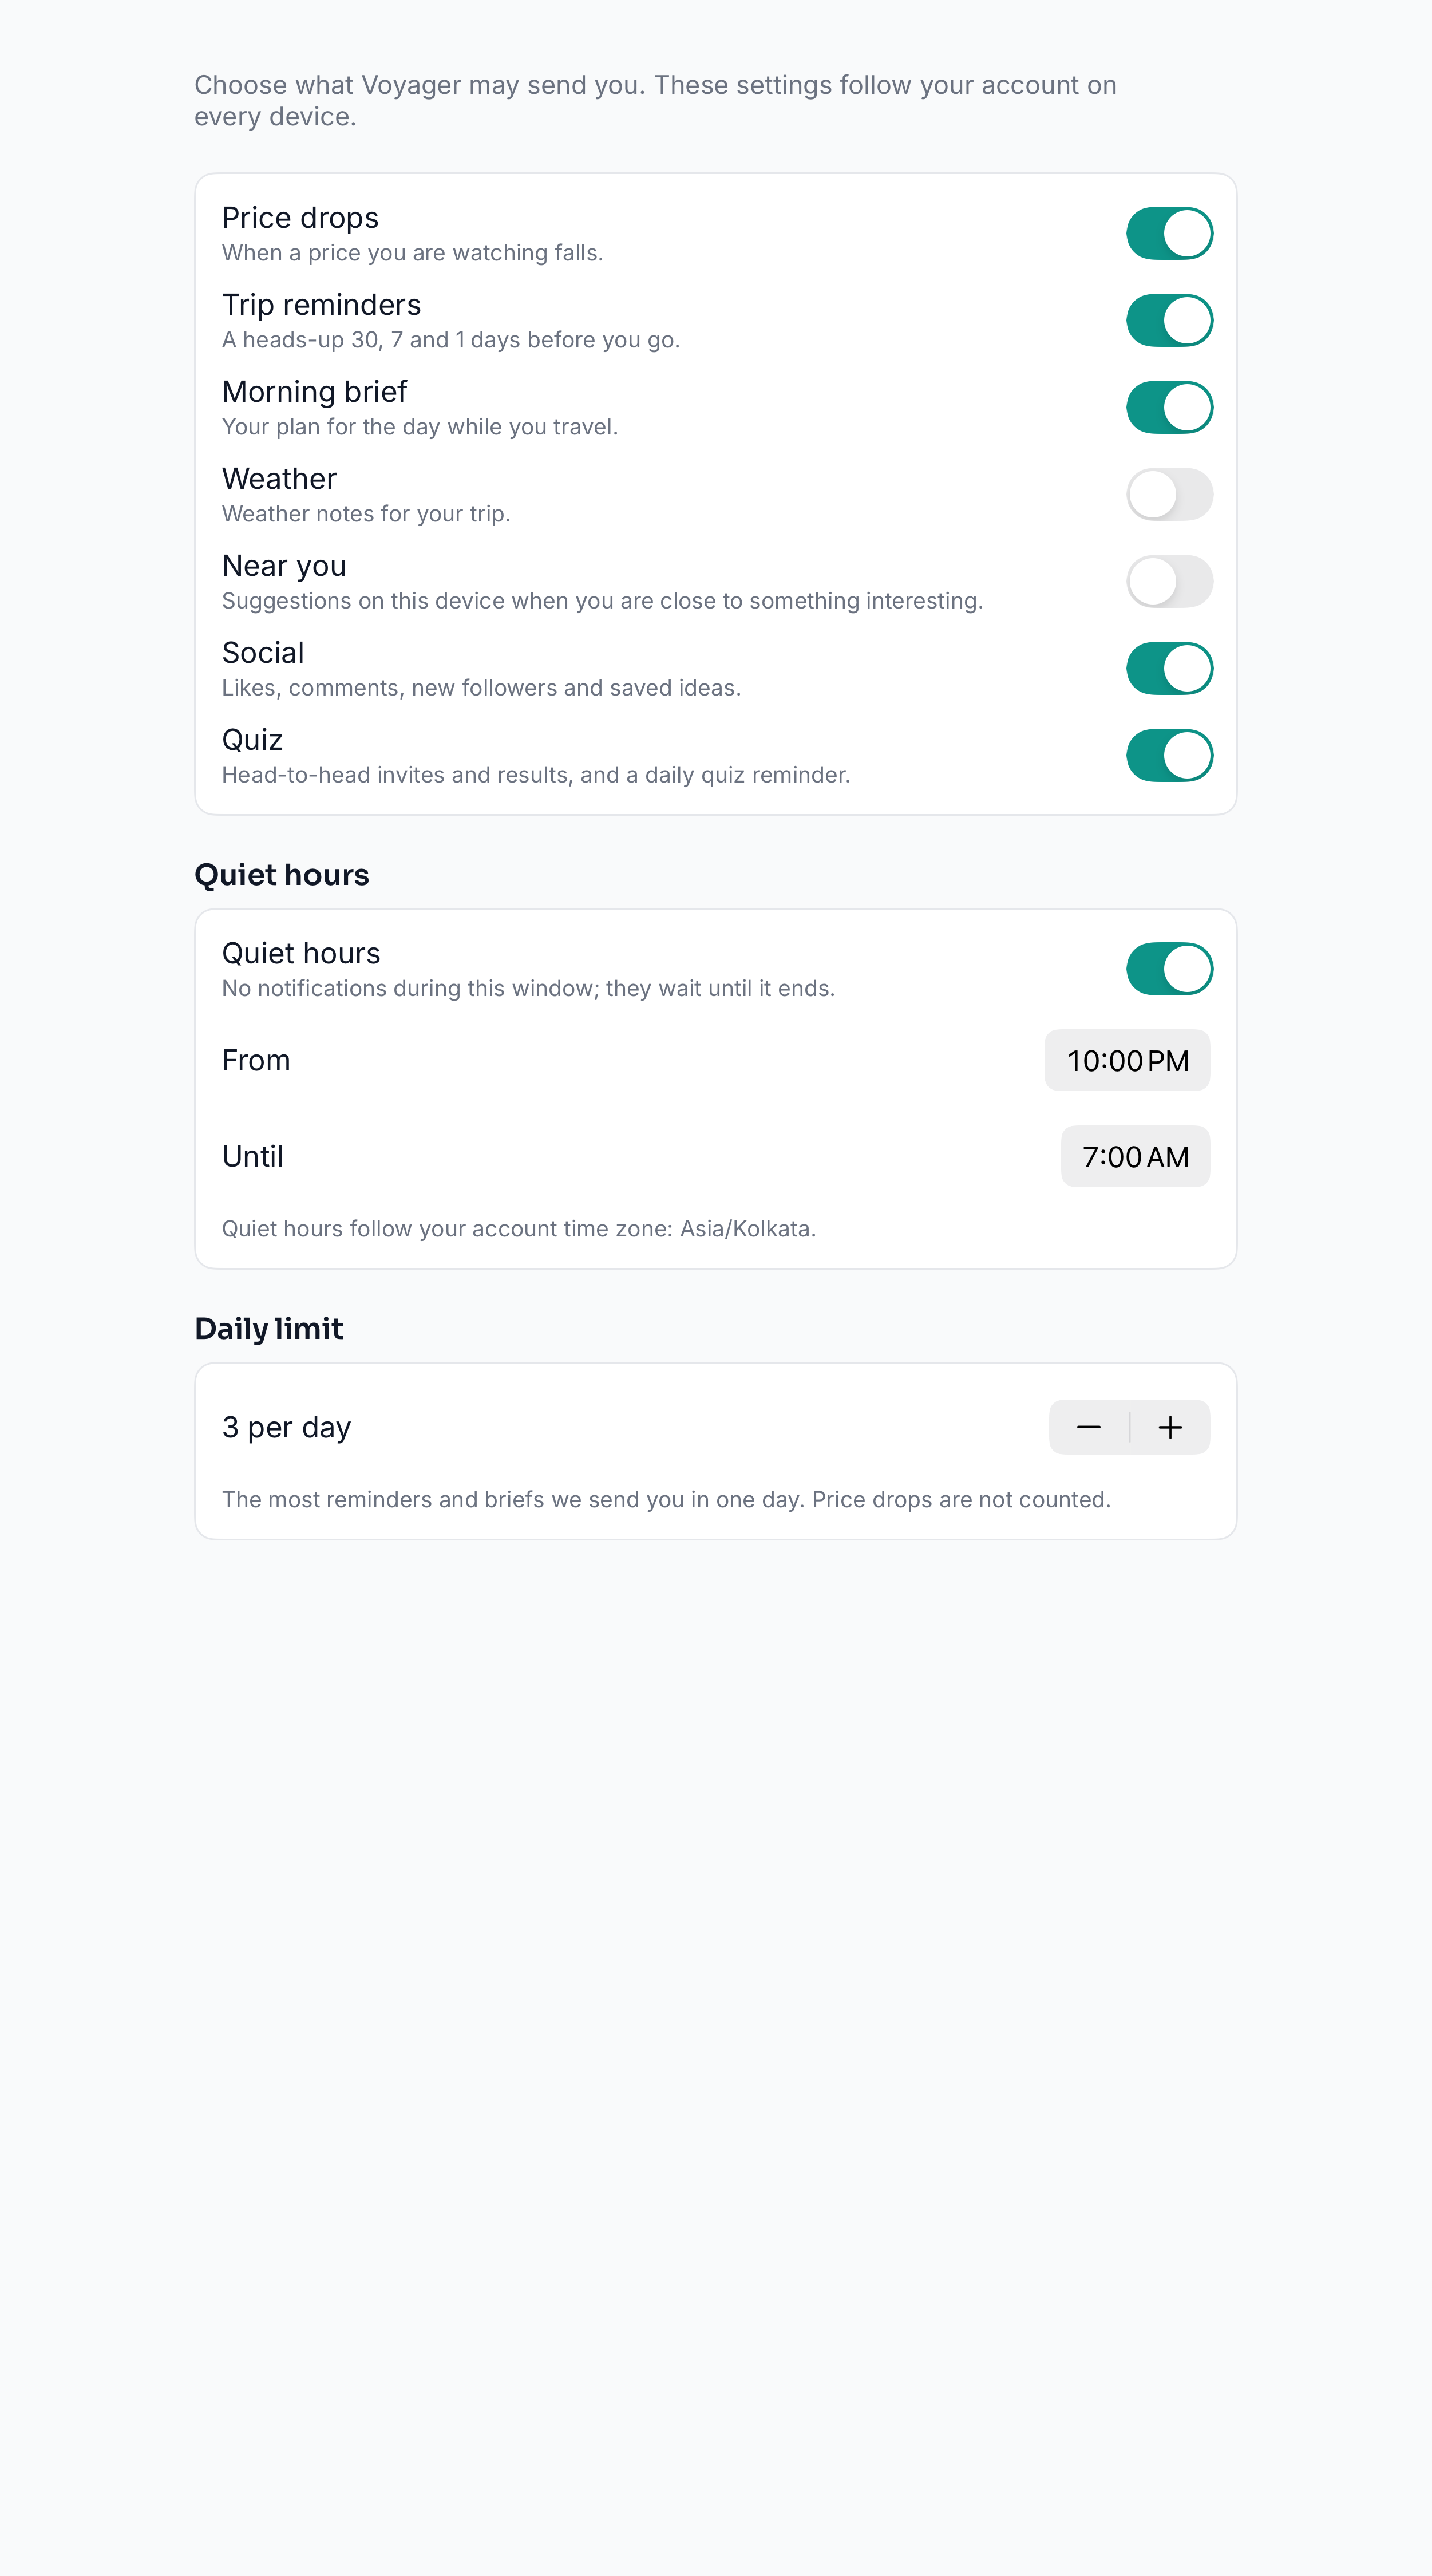 Choose what Voyager may send you. These settings follow your account on
every device.
Price drops
When a price you are watching falls.
Trip reminders
A heads-up 30, 7 and 1 days before you go.
Morning brief
Your plan for the day while you travel.
Weather
Weather notes for your trip.
Near you
Suggestions on this device when you are close to something interesting.
Social
Likes, comments, new followers and saved ideas.
Quiz
Head-to-head invites and results, and a daily quiz reminder.
Quiet hours
Quiet hours
No notifications during this window; they wait until it ends.
From
10:00 PM
Until
7:00 AM
Quiet hours follow your account time zone: Asia/Kolkata.
Daily limit
3 per day
The most reminders and briefs we send you in one day. Price drops are not counted.